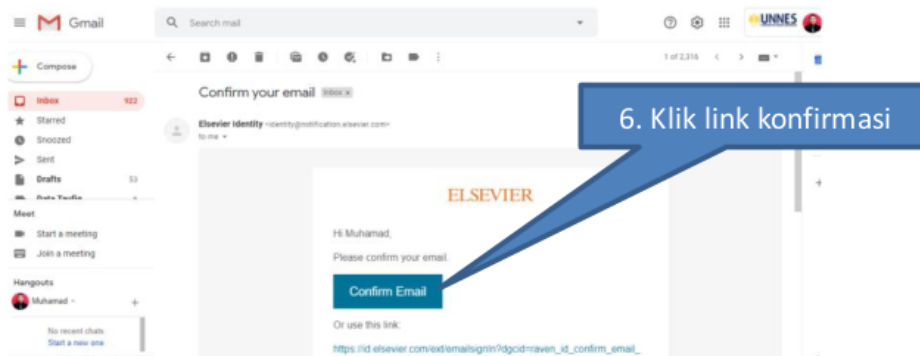 Gmail
Search mail
UNNES
Compose
1 of 2,316
Inbox 922
Starred
Snoozed
Sent
Drafts 53
Meet
Start a meeting
Join a meeting
Hangouts
Muhamad
No recent chats
Start a new one
Confirm your email Inbox x
Elsevier Identity <identity@notification.elsevier.com>
to me
6. Klik link konfirmasi
ELSEVIER
Hi Muhamad,
Please confirm your email.
Confirm Email
Or use this link:
https://id.elsevier.com/ext/emailsignIn?dgcid=raven_id_confirm_email_